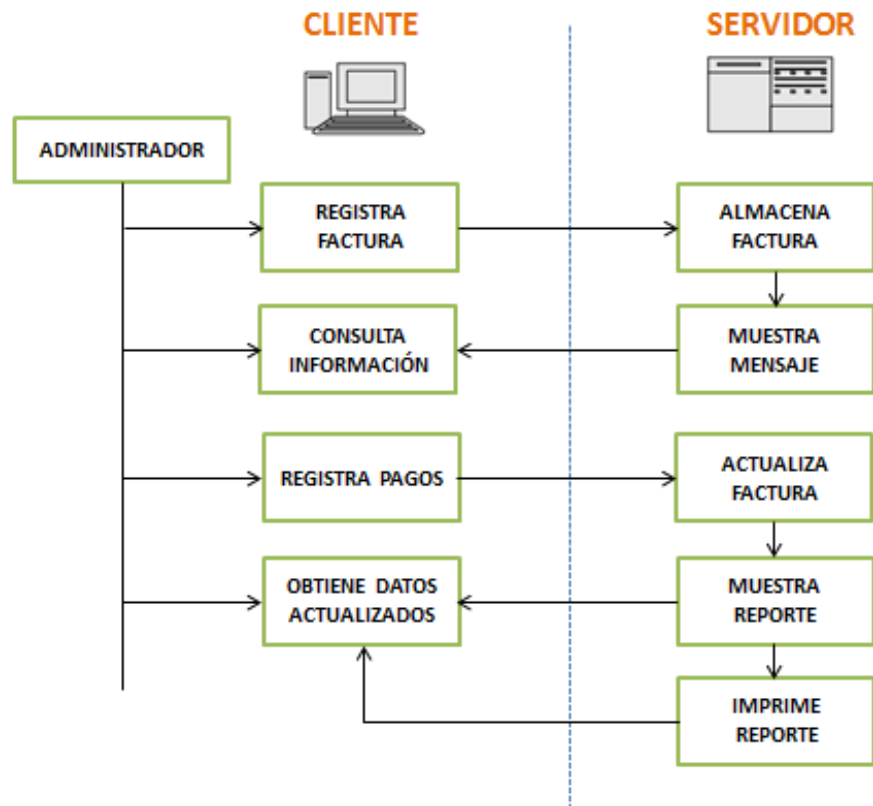 CLIENTE
SERVIDOR
ADMINISTRADOR
REGISTRA
FACTURA
ALMACENA
FACTURA
CONSULTA
INFORMACIÓN
MUESTRA
MENSAJE
REGISTRA PAGOS
ACTUALIZA
FACTURA
OBTIENE DATOS
ACTUALIZADOS
MUESTRA
REPORTE
IMPRIME
REPORTE